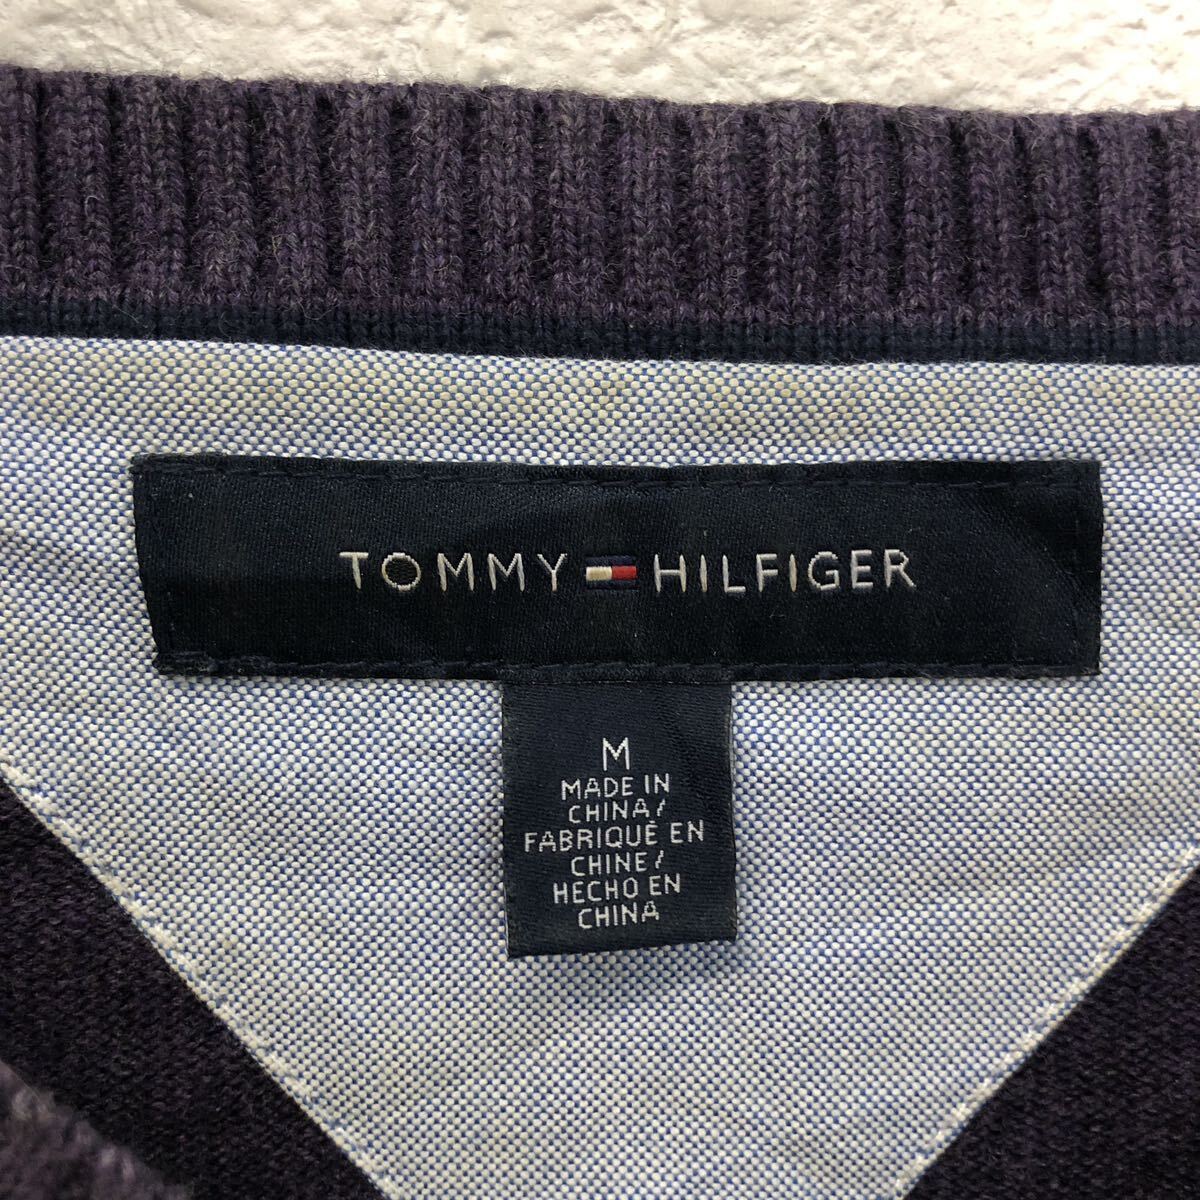 TOMMY HILFIGER
M
MADE IN
CHINA/
FABRIQUÉ EN
CHINE/
HECHO EN
CHINA